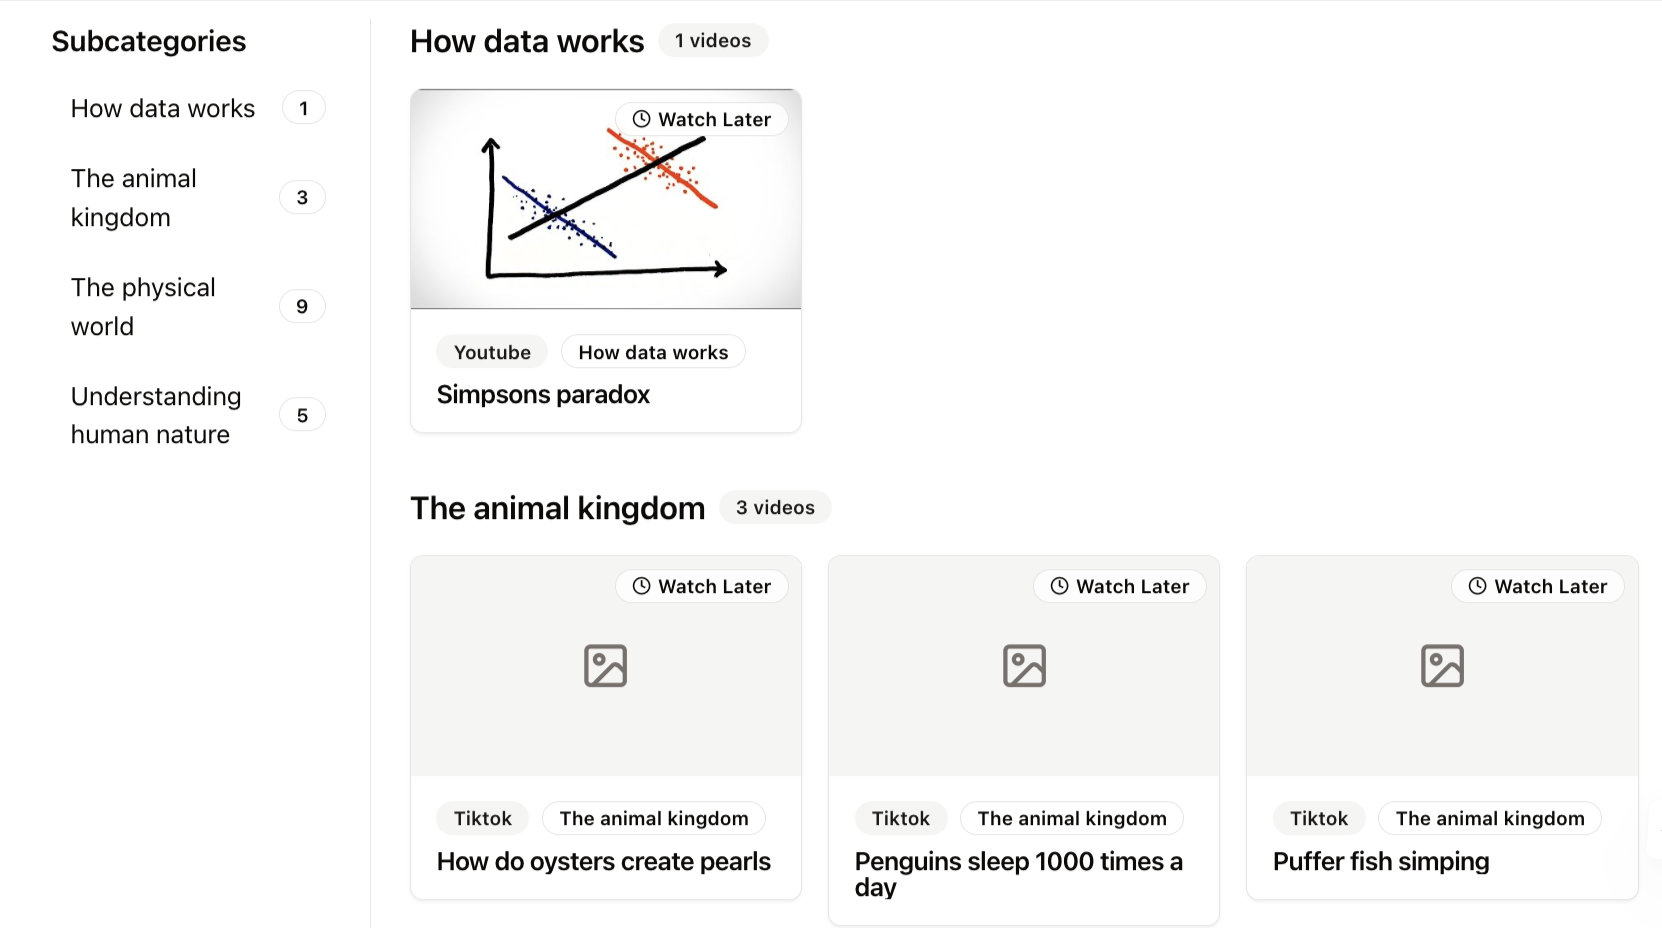 Subcategories
How data works
1
The animal
kingdom
3
The physical
world
9
Understanding
human nature
5
How data works
1 videos
Watch Later
Youtube
How data works
Simpsons paradox
The animal kingdom
3 videos
Watch Later
Tiktok
The animal kingdom
How do oysters create pearls
Watch Later
Tiktok
The animal kingdom
Penguins sleep 1000 times a
day
Watch Later
Tiktok
The animal kingdom
Puffer fish simping